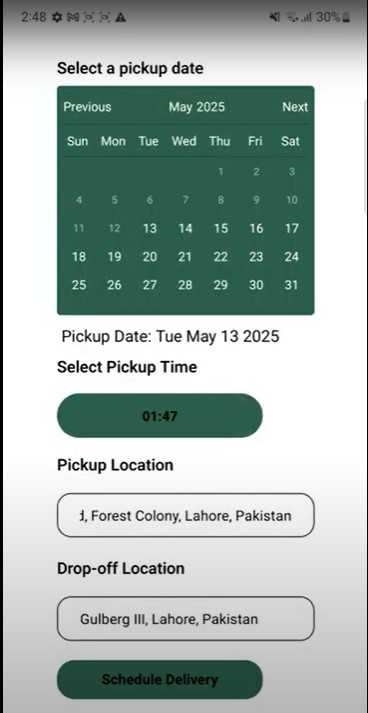 2:48 30%
Select a pickup date
Previous May 2025 Next
Sun Mon Tue Wed Thu Fri Sat
1 2 3
4 5 6 7 8 9 10
11 12 13 14 15 16 17
18 19 20 21 22 23 24
25 26 27 28 29 30 31
Pickup Date: Tue May 13 2025
Select Pickup Time
01:47
Pickup Location
, Forest Colony, Lahore, Pakistan
Drop-off Location
Gulberg III, Lahore, Pakistan
Schedule Delivery